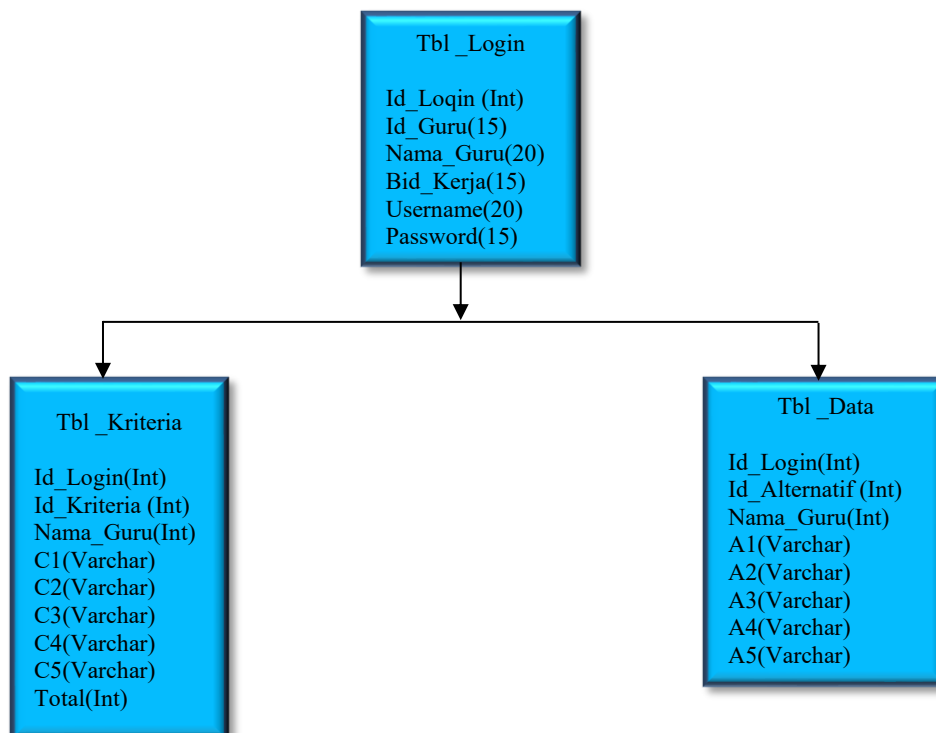 Tbl _Login
Id_Loqin (Int)
Id_Guru(15)
Nama_Guru(20)
Bid_Kerja(15)
Username(20)
Password(15)
Tbl _Kriteria
Id_Login(Int)
Id_Kriteria (Int)
Nama_Guru(Int)
C1(Varchar)
C2(Varchar)
C3(Varchar)
C4(Varchar)
C5(Varchar)
Total(Int)
Tbl _Data
Id_Login(Int)
Id_Alternatif (Int)
Nama_Guru(Int)
A1(Varchar)
A2(Varchar)
A3(Varchar)
A4(Varchar)
A5(Varchar)